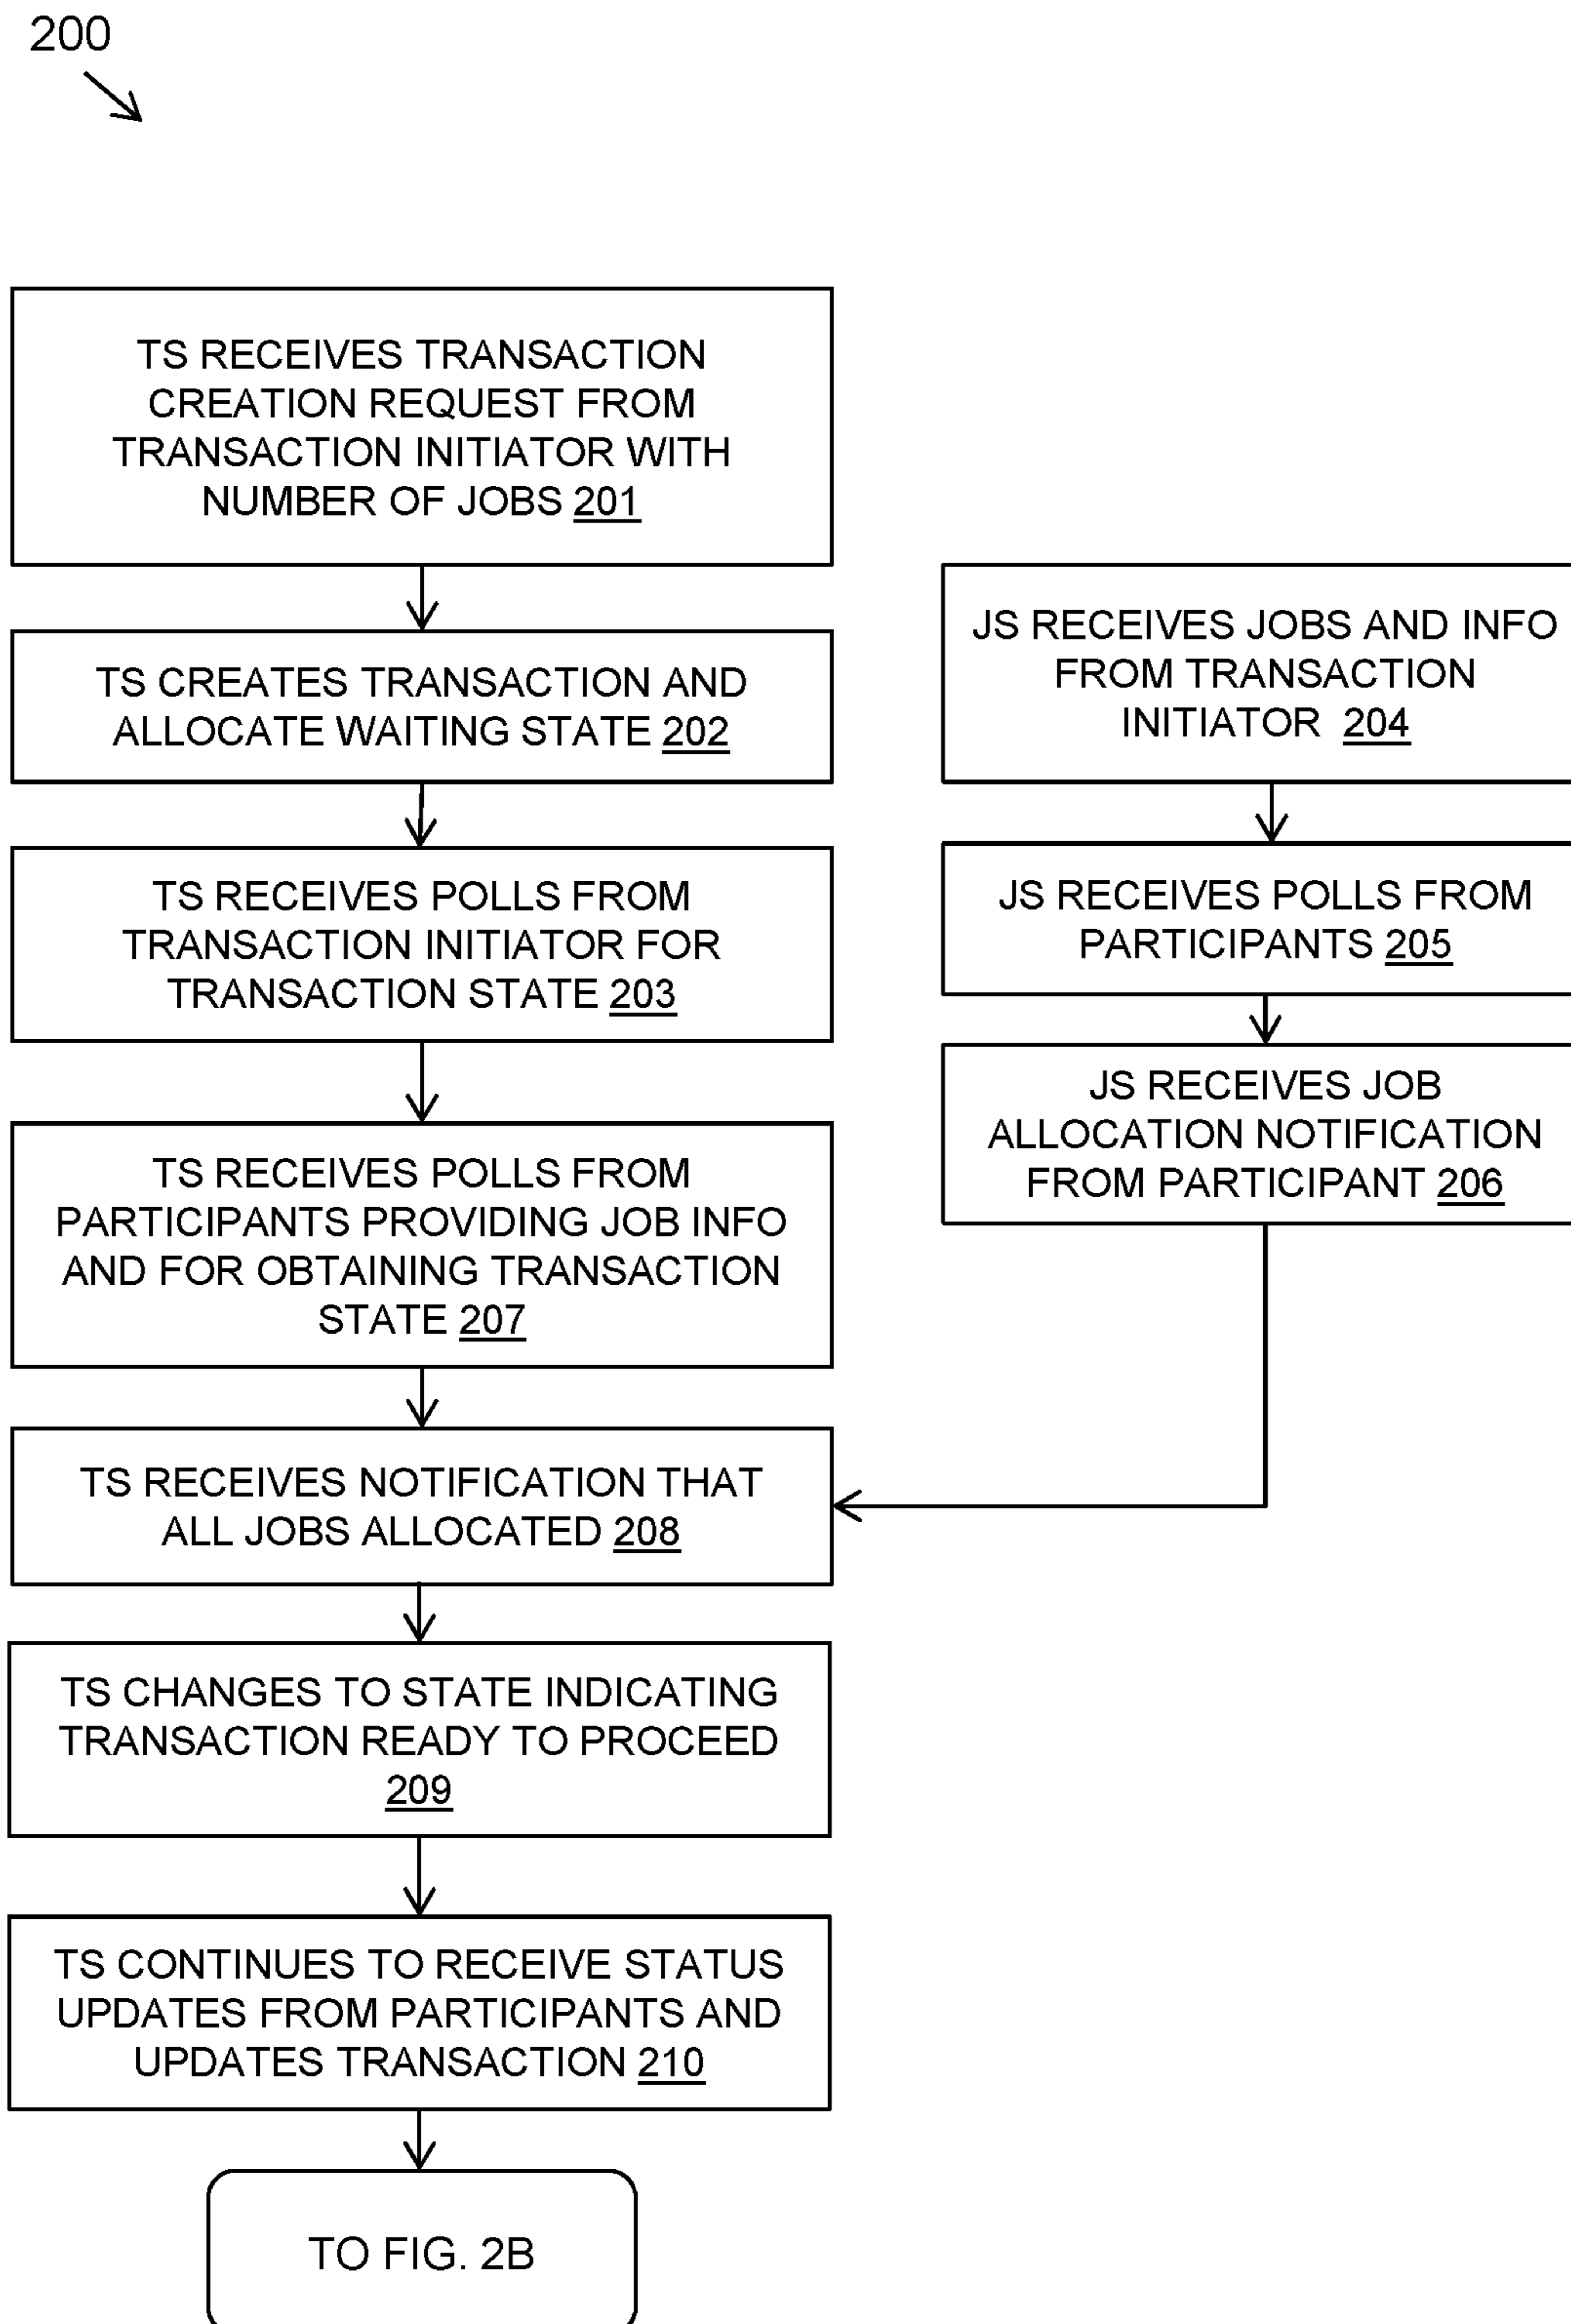 200
TS RECEIVES TRANSACTION
CREATION REQUEST FROM
TRANSACTION INITIATOR WITH
NUMBER OF JOBS 201
TS CREATES TRANSACTION AND
ALLOCATE WAITING STATE 202
TS RECEIVES POLLS FROM
TRANSACTION INITIATOR FOR
TRANSACTION STATE 203
JS RECEIVES JOBS AND INFO
FROM TRANSACTION
INITIATOR 204
JS RECEIVES POLLS FROM
PARTICIPANTS 205
JS RECEIVES JOB
ALLOCATION NOTIFICATION
FROM PARTICIPANT 206
TS RECEIVES POLLS FROM
PARTICIPANTS PROVIDING JOB INFO
AND FOR OBTAINING TRANSACTION
STATE 207
TS RECEIVES NOTIFICATION THAT
ALL JOBS ALLOCATED 208
TS CHANGES TO STATE INDICATING
TRANSACTION READY TO PROCEED
209
TS CONTINUES TO RECEIVE STATUS
UPDATES FROM PARTICIPANTS AND
UPDATES TRANSACTION 210
TO FIG. 2B